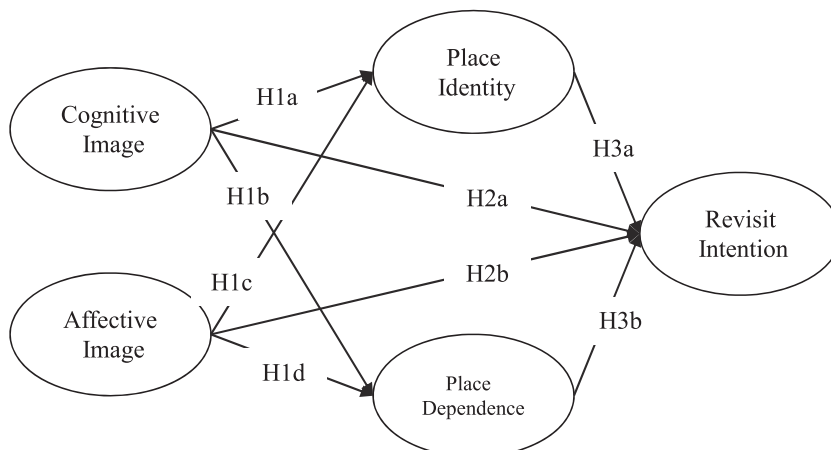 Place
Identity
Cognitive
Image
H1a
H3a
H1b
H2a
Revisit
Intention
H1c
H2b
Affective
Image
H3b
H1d
Place
Dependence